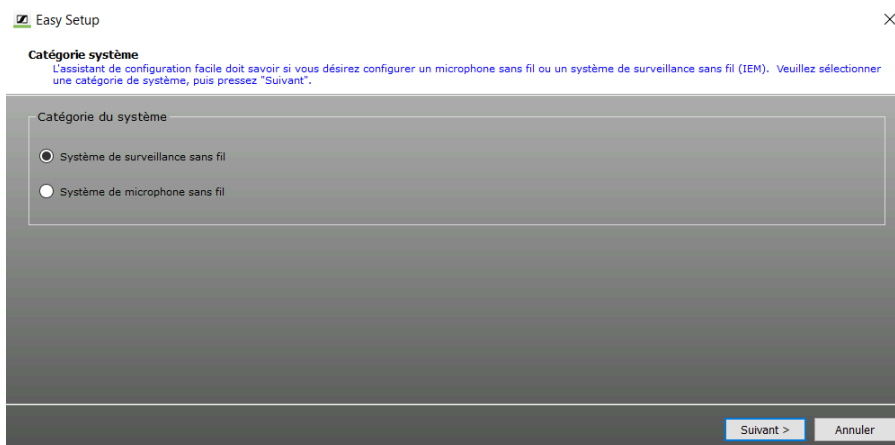 Easy Setup
Catégorie système
L'assistant de configuration facile doit savoir si vous désirez configurer un microphone sans fil ou un système de surveillance sans fil (IEM).  Veuillez sélectionner
une catégorie de système, puis pressez "Suivant".
Catégorie du système
Système de surveillance sans fil
Système de microphone sans fil
Suivant >
Annuler